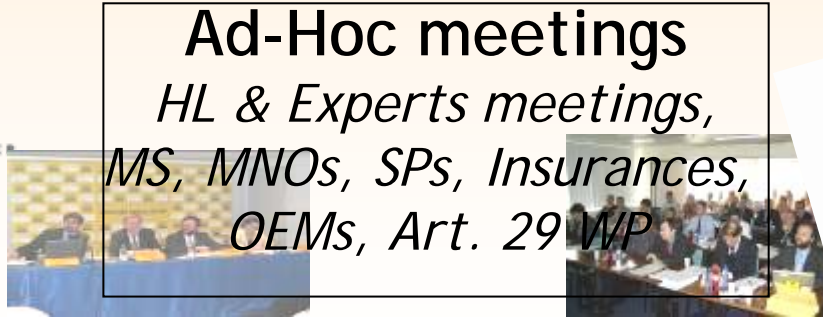 Ad-Hoc meetings
HL & Experts meetings,
MS, MNOs, SPs, Insurances,
OEMs, Art. 29 WP